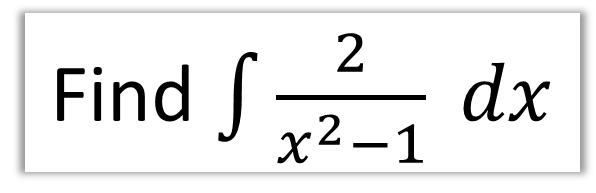 Find ∫ 2/(x²−1) dx